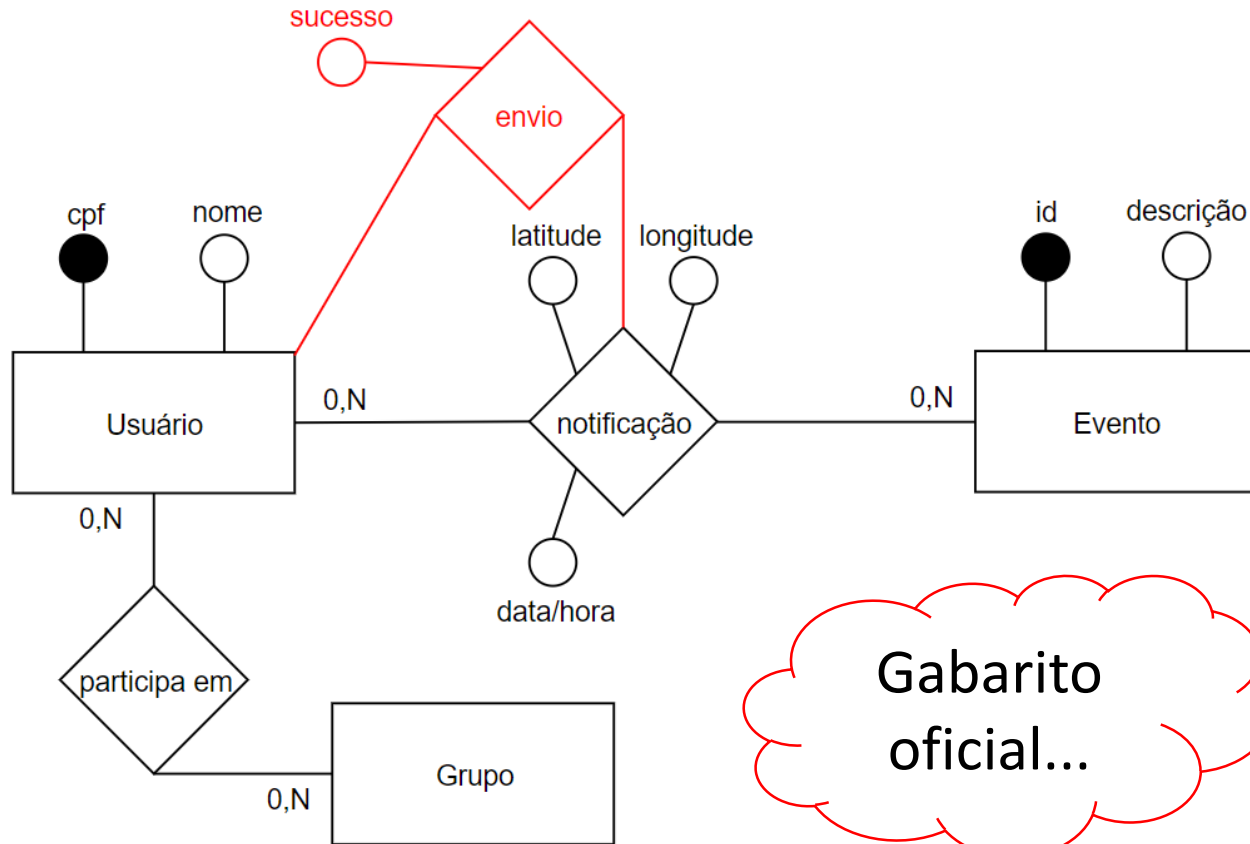 sucesso
envio
cpf
nome
latitude
longitude
id
descrição
0,N
0,N
Usuário
notificação
Evento
0,N
data/hora
participa em
Gabarito
oficial...
Grupo
0,N